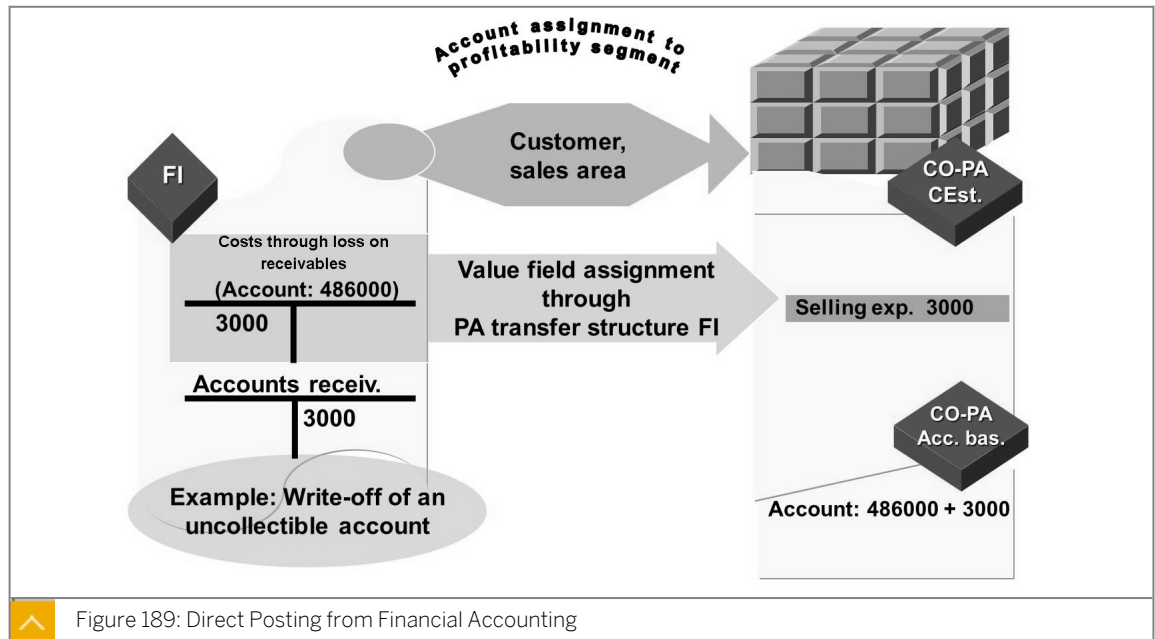 Account assignment to
profitability segment
FI
Customer,
sales area
CO-PA
CEst.
Costs through loss on
receivables
(Account: 486000)
3000
Value field assignment
through
PA transfer structure FI
Selling exp. 3000
Accounts receiv.
3000
CO-PA
Acc. bas.
Example: Write-off of an
uncollectible account
Account: 486000 + 3000
Figure 189: Direct Posting from Financial Accounting